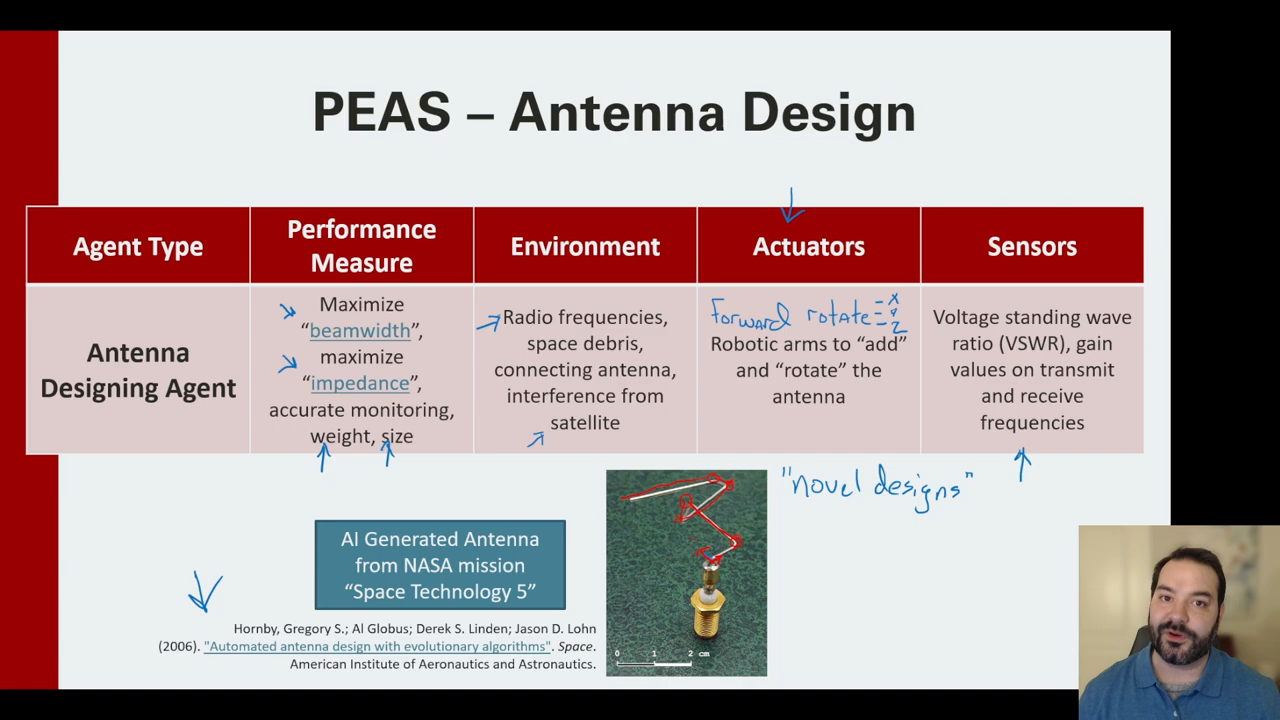 PEAS – Antenna Design
Agent Type
Performance
Measure
Environment
Actuators
Sensors
Antenna
Designing Agent
Maximize
“beamwidth”,
maximize
“impedance”,
accurate monitoring,
weight, size
Radio frequencies,
space debris,
connecting antenna,
interference from
satellite
Forward rotate = X
Y
Z
Robotic arms to “add”
and “rotate” the
antenna
Voltage standing wave
ratio (VSWR), gain
values on transmit
and receive
frequencies
"novel designs"
AI Generated Antenna
from NASA mission
“Space Technology 5”
Hornby, Gregory S.; Al Globus; Derek S. Linden; Jason D. Lohn
(2006). "Automated antenna design with evolutionary algorithms". Space.
American Institute of Aeronautics and Astronautics.
0 1 2 cm